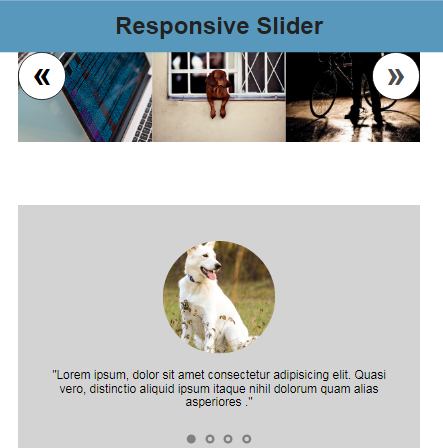 Responsive Slider
« »
"Lorem ipsum, dolor sit amet consectetur adipisicing elit. Quasi
vero, distinctio aliquid ipsum itaque nihil dolorum quam alias
asperiores ."